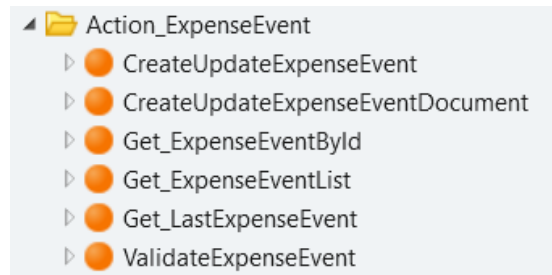 Action_ExpenseEvent
CreateUpdateExpenseEvent
CreateUpdateExpenseEventDocument
Get_ExpenseEventById
Get_ExpenseEventList
Get_LastExpenseEvent
ValidateExpenseEvent